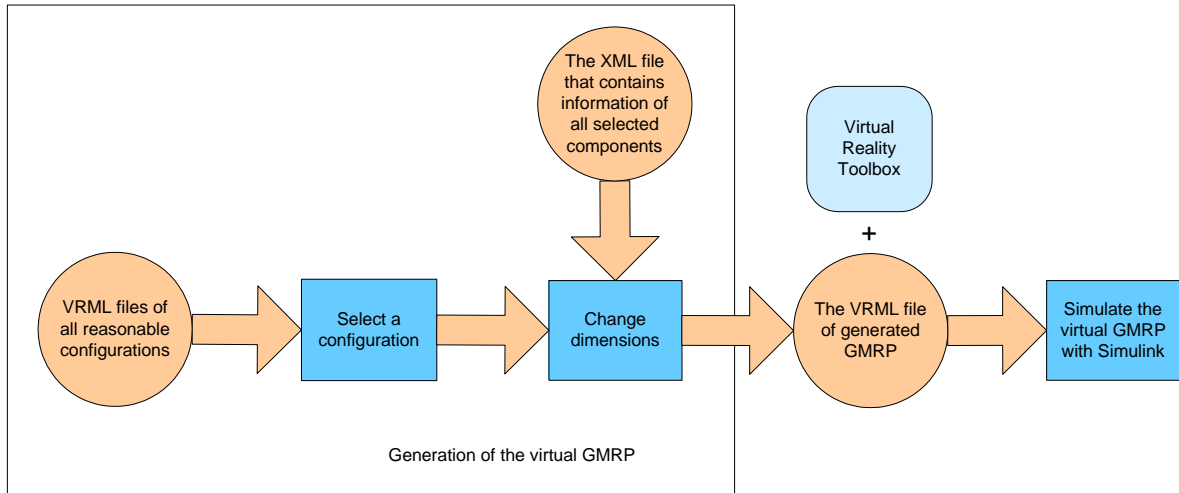 The XML file
that contains
information of
all selected
components
Virtual
Reality
Toolbox
+
VRML files of
all reasonable
configurations
Select a
configuration
Change
dimensions
The VRML file
of generated
GMRP
Simulate the
virtual GMRP
with Simulink
Generation of the virtual GMRP